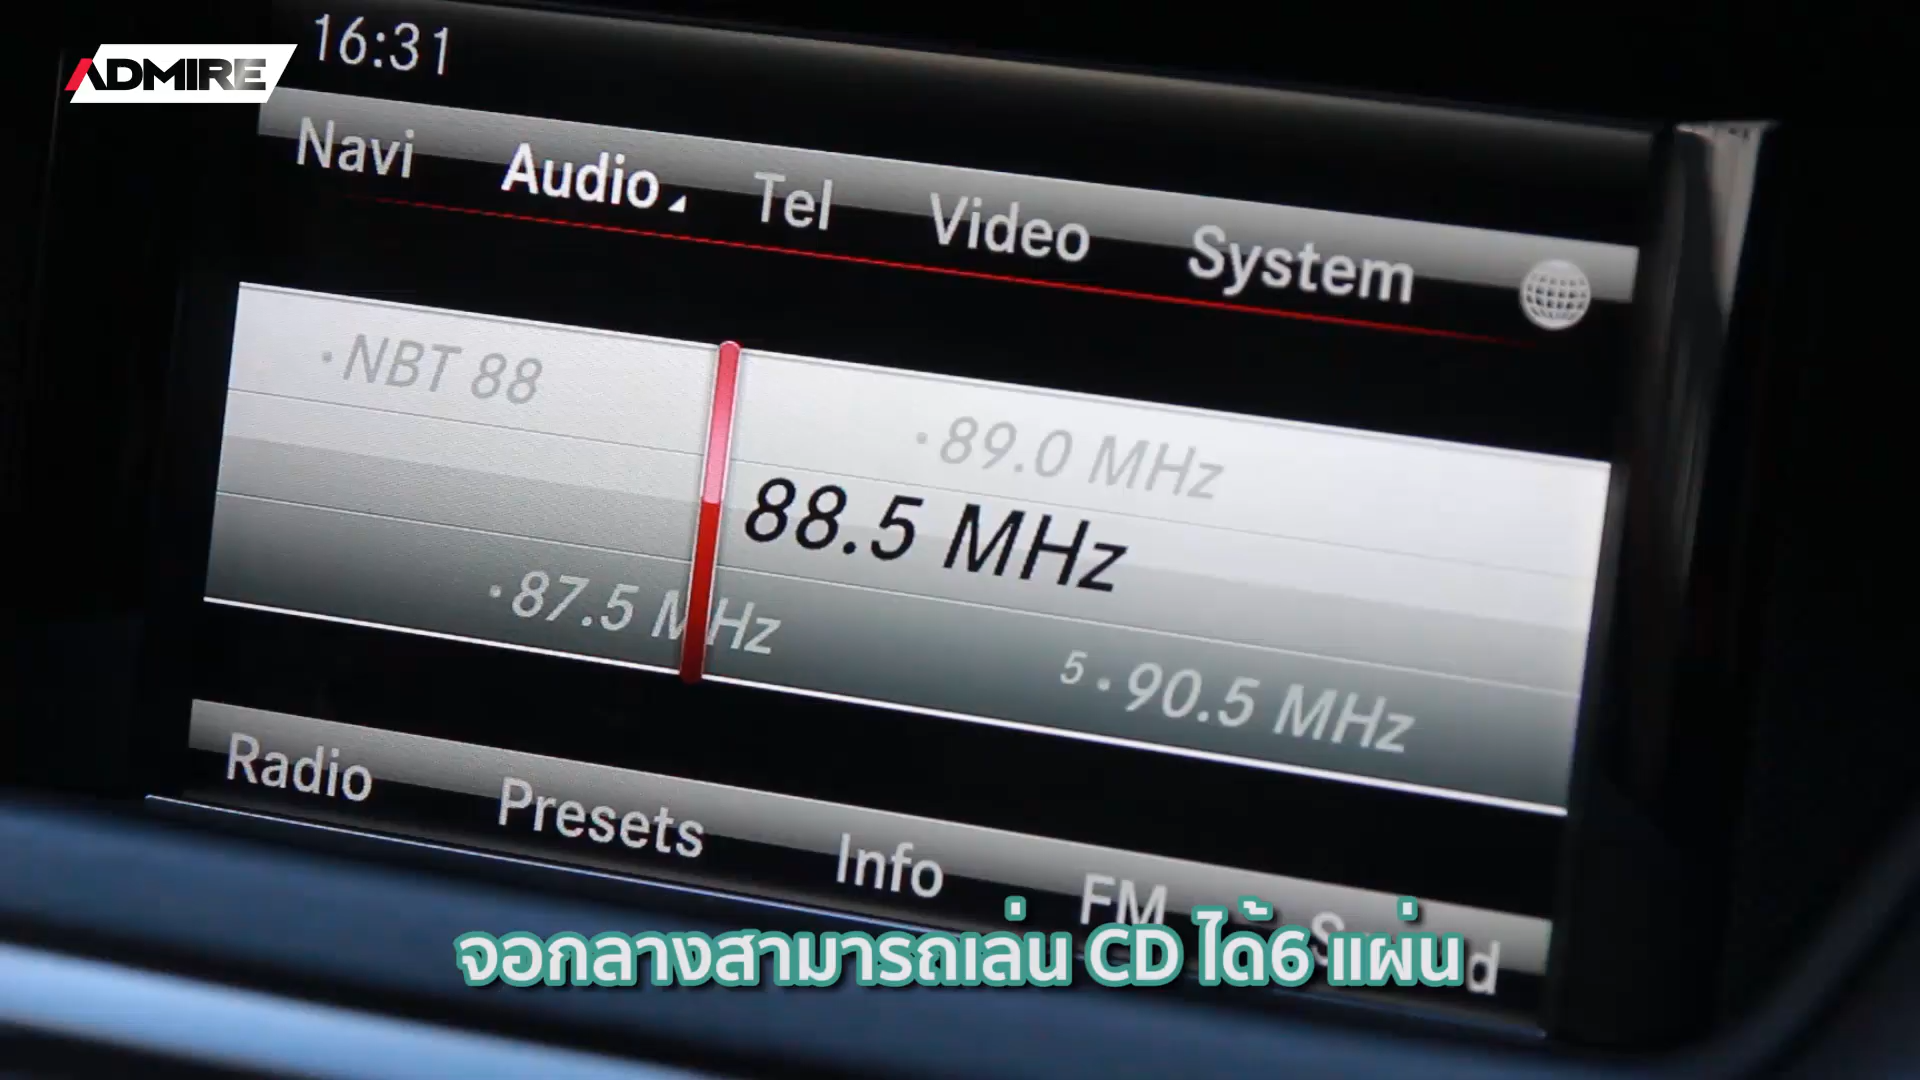 ADMIRE
16:31
Navi Audio Tel Video System
·NBT 88
·89.0 MHz
88.5 MHz
·87.5 MHz
5·90.5 MHz
Radio Presets Info FM Sound
จอกลางสามารถเล่น CD ได้6 แผ่น